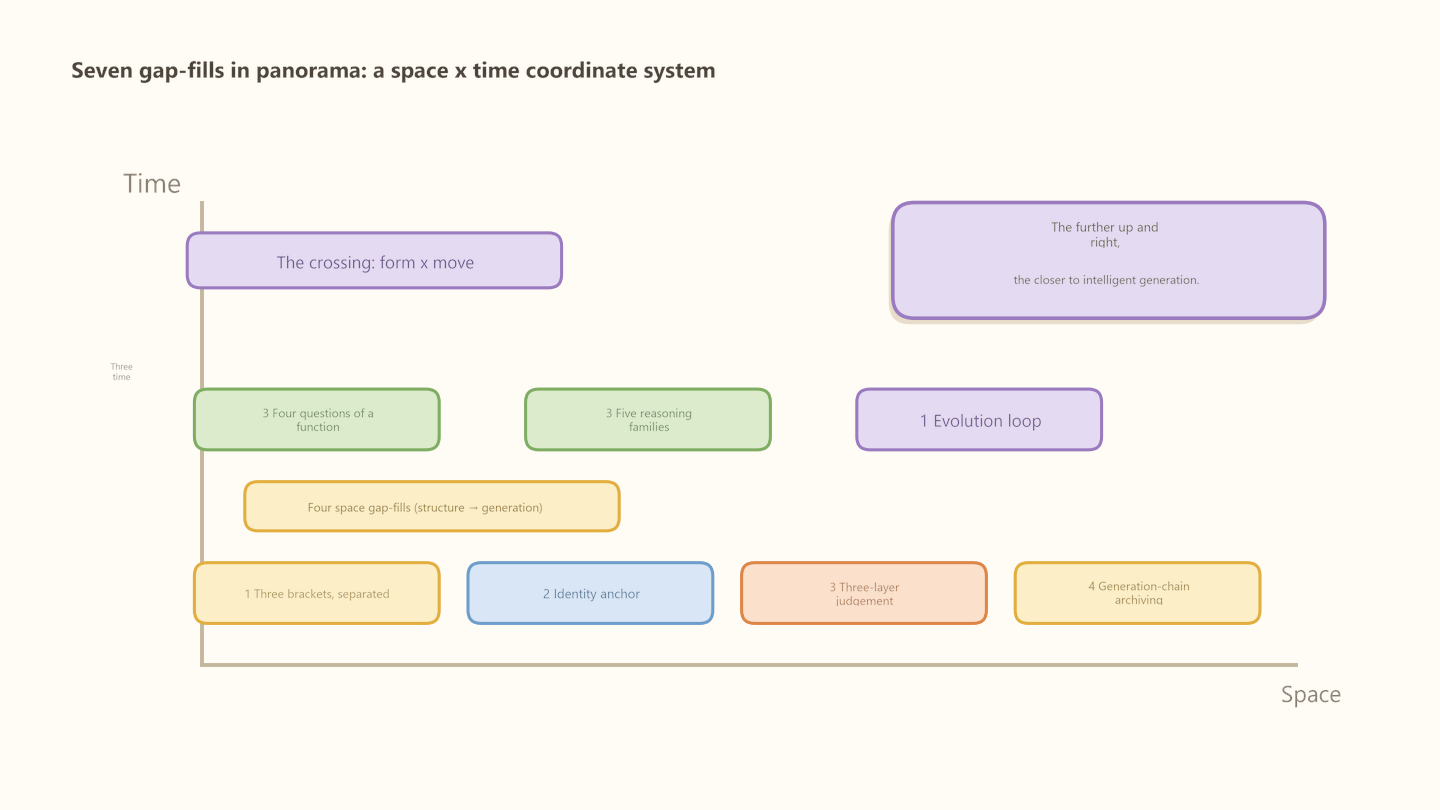 Seven gap-fills in panorama: a space x time coordinate system
Time
The further up and
right,
the closer to intelligent generation.
The crossing: form x move
Three
time
3 Four questions of a
function
3 Five reasoning
families
1 Evolution loop
Four space gap-fills (structure → generation)
1 Three brackets, separated
2 Identity anchor
3 Three-layer
judgement
4 Generation-chain
archiving
Space